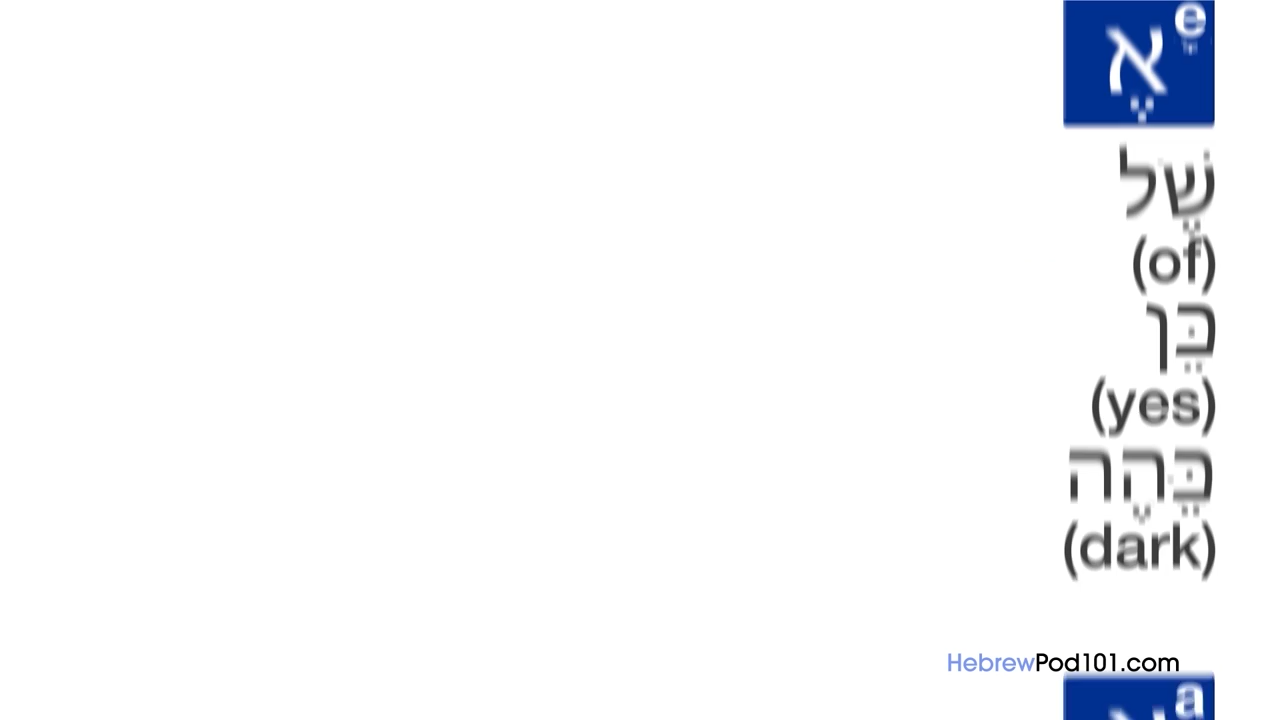 e
אֶ
שֶׁל
(of)
כֵּן
(yes)
כֵּהֶה
(dark)
HebrewPod101.com
a